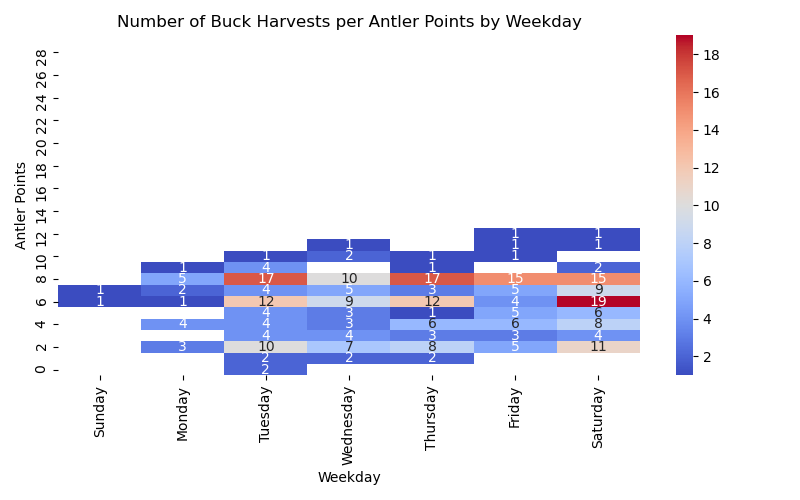 Number of Buck Harvests per Antler Points by Weekday
Antler Points
28
26
24
22
20
18
16
14
12
10
8
6
4
2
0
1 1
1 1
1 2 1 1
1 4 1 2
5 17 10 17 15 15
1 2 4 5 3 5 9
1 1 12 9 12 4 19
4 3 1 5 6
4 4 3 6 6 8
4 4 3 3 4
3 10 7 8 5 11
2 2 2
2
Sunday
Monday
Tuesday
Wednesday
Thursday
Friday
Saturday
Weekday
18
16
14
12
10
8
6
4
2